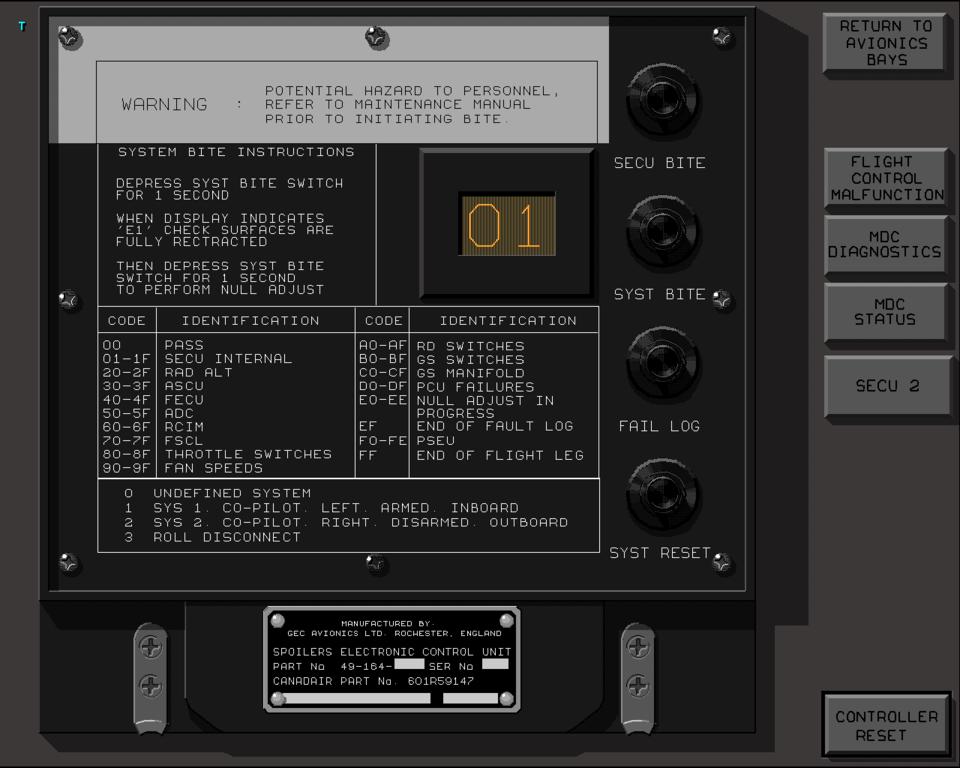 T
RETURN TO
AVIONICS
BAYS
WARNING :
POTENTIAL HAZARD TO PERSONNEL,
REFER TO MAINTENANCE MANUAL
PRIOR TO INITIATING BITE.
SECU BITE
SYSTEM BITE INSTRUCTIONS
DEPRESS SYST BITE SWITCH
FOR 1 SECOND
WHEN DISPLAY INDICATES
'E1' CHECK SURFACES ARE
FULLY RECTRACTED
THEN DEPRESS SYST BITE
SWITCH FOR 1 SECOND
TO PERFORM NULL ADJUST
01
SYST BITE
FLIGHT
CONTROL
MALFUNCTION
MDC
DIAGNOSTICS
MDC
STATUS
SECU 2
CODE IDENTIFICATION CODE IDENTIFICATION
00 PASS
01-1F SECU INTERNAL
20-2F RAD ALT
30-3F ASCU
40-4F FECU
50-5F ADC
60-6F RCIM
70-7F FSCL
80-8F THROTTLE SWITCHES
90-9F FAN SPEEDS
A0-AF RD SWITCHES
B0-BF GS SWITCHES
C0-CF GS MANIFOLD
D0-DF PCU FAILURES
E0-EE NULL ADJUST IN
PROGRESS
EF END OF FAULT LOG
F0-FE PSEU
FF END OF FLIGHT LEG
FAIL LOG
0 UNDEFINED SYSTEM
1 SYS 1. CO-PILOT. LEFT. ARMED. INBOARD
2 SYS 2. CO-PILOT. RIGHT. DISARMED. OUTBOARD
3 ROLL DISCONNECT
SYST RESET
MANUFACTURED BY.
GEC AVIONICS LTD. ROCHESTER, ENGLAND
SPOILERS ELECTRONIC CONTROL UNIT
PART No 49-164- SER No
CANADAIR PART No. 601R59147
CONTROLLER
RESET